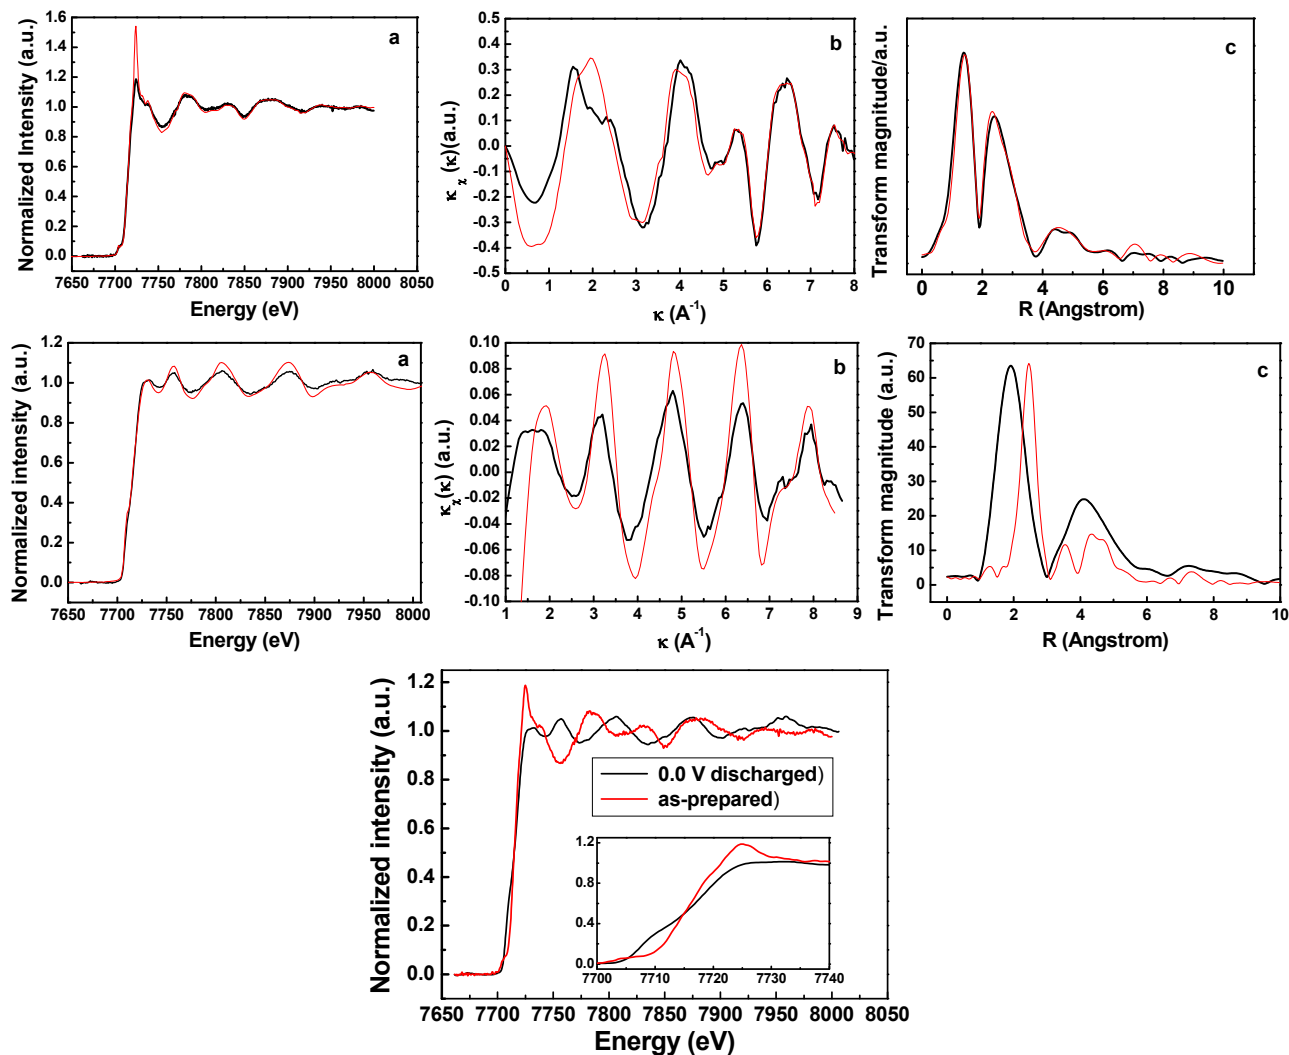 a
1.6
1.4
1.2
1.0
0.8
0.6
0.4
0.2
0.0
Normalized Intensity (a.u.)
7650 7700 7750 7800 7850 7900 7950 8000 8050
Energy (eV)
b
0.5
0.4
0.3
0.2
0.1
0.0
-0.1
-0.2
-0.3
-0.4
-0.5
κχ(κ)(a.u.)
0 1 2 3 4 5 6 7 8
κ (A⁻¹)
c
Transform magnitude/a.u.
0 2 4 6 8 10
R (Angstrom)
a
1.2
1.0
0.8
0.6
0.4
0.2
0.0
Normalized intensity (a.u.)
7650 7700 7750 7800 7850 7900 7950 8000
Energy (eV)
b
0.10
0.08
0.06
0.04
0.02
0.00
-0.02
-0.04
-0.06
-0.08
-0.10
κχ(κ) (a.u.)
1 2 3 4 5 6 7 8 9
κ (A⁻¹)
c
70
60
50
40
30
20
10
0
Transform magnitude (a.u.)
0 2 4 6 8 10
R (Angstrom)
1.2
1.0
0.8
0.6
0.4
0.2
0.0
Normalized intensity (a.u.)
0.0 V discharged)
as-prepared)
1.2
0.8
0.4
0.0
7700 7710 7720 7730 7740
7650 7700 7750 7800 7850 7900 7950 8000 8050
Energy (eV)